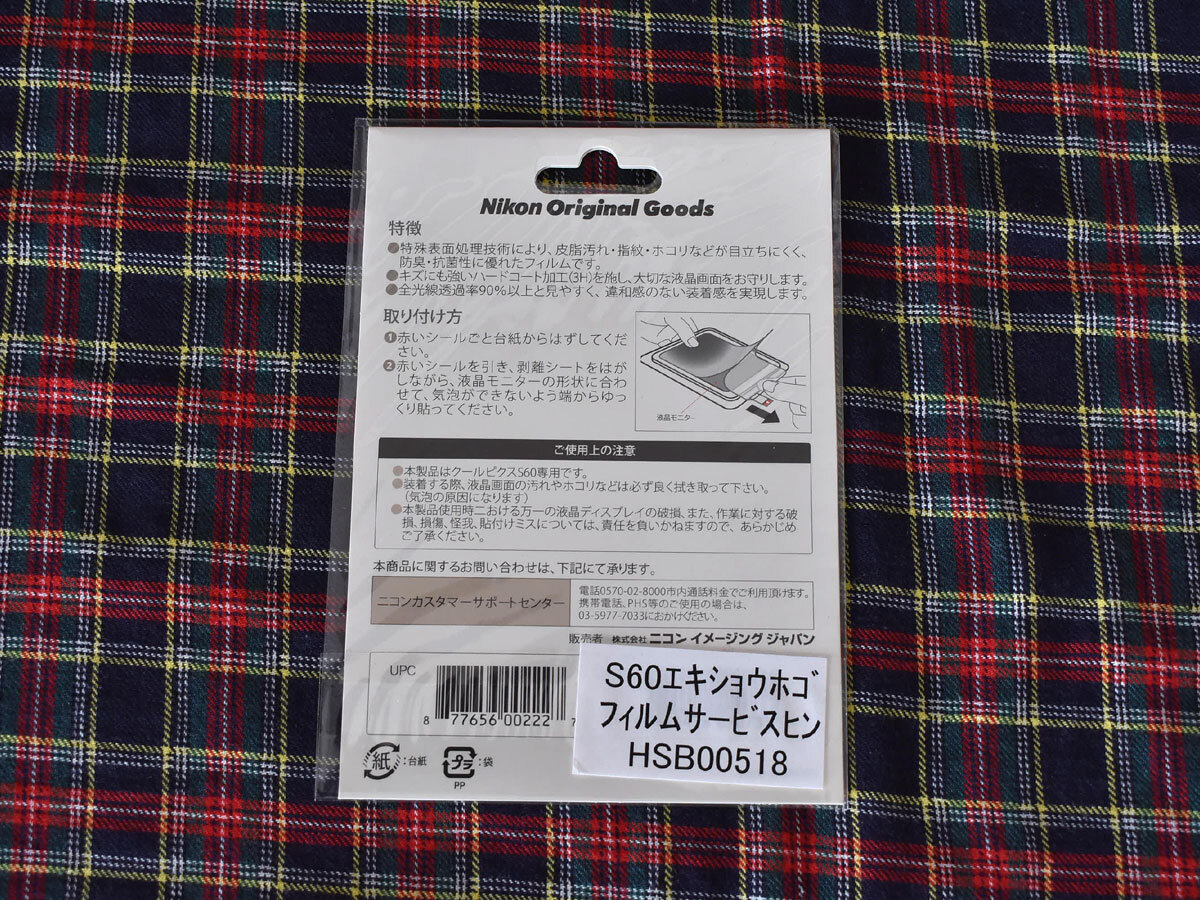 Nikon Original Goods
特徴
●特殊表面処理技術により、皮脂汚れ・指紋・ホコリなどが目立ちにくく、
防臭・抗菌性に優れたフィルムです。
●キズにも強いハードコート加工(3H)を施し、大切な液晶画面をお守りします。
●全光線透過率90%以上と見やすく、違和感のない装着感を実現します。
取り付け方
❶赤いシールごと台紙からはずしてくだ
さい。
❷赤いシールを引き、剥離シートをはが
しながら、液晶モニターの形状に合わ
せて、気泡ができないよう端からゆっ
くり貼ってください。
液晶モニター
ご使用上の注意
●本製品はクールピクスS60専用です。
●装着する際、液晶画面の汚れやホコリなどは必ず良く拭き取って下さい。
(気泡の原因になります)
●本製品使用時二おける万一の液晶ディスプレイの破損、また、作業に対する破
損、損傷、怪我、貼付けミスについては、責任を負いかねますので、あらかじめ
ご了承ください。
本商品に関するお問い合わせは、下記にて承ります。
ニコンカスタマーサポートセンター
電話0570-02-8000市内通話料金でご利用頂けます。
携帯電話、PHS等のご使用の場合は、
03-5977-7033におかけください。
販売者 株式会社 ニコン イメージング ジャパン
UPC
8 77656 00222 7
紙 :台紙
プラ :袋
PP
S60エキショウホゴ
フィルムサービスヒン
HSB00518